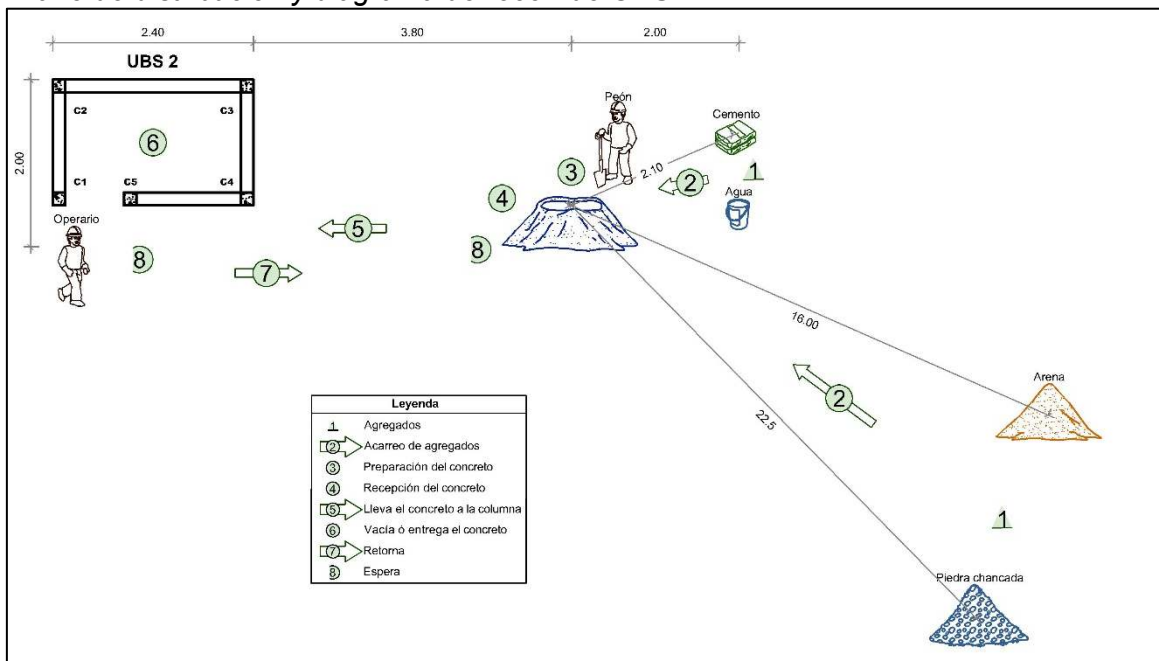 2.40
3.80
2.00
UBS 2
2.00
C2
C3
6
C1
C5
C4
Operario
8
5
7
Peón
Cemento
3
2.10
2
1
4
Agua
8
16.00
Arena
2
22.5
1
Piedra chancada
Leyenda
1 Agregados
2 Acarreo de agregados
3 Preparación del concreto
4 Recepción del concreto
5 Lleva el concreto a la columna
6 Vacía ó entrega el concreto
7 Retorna
8 Espera